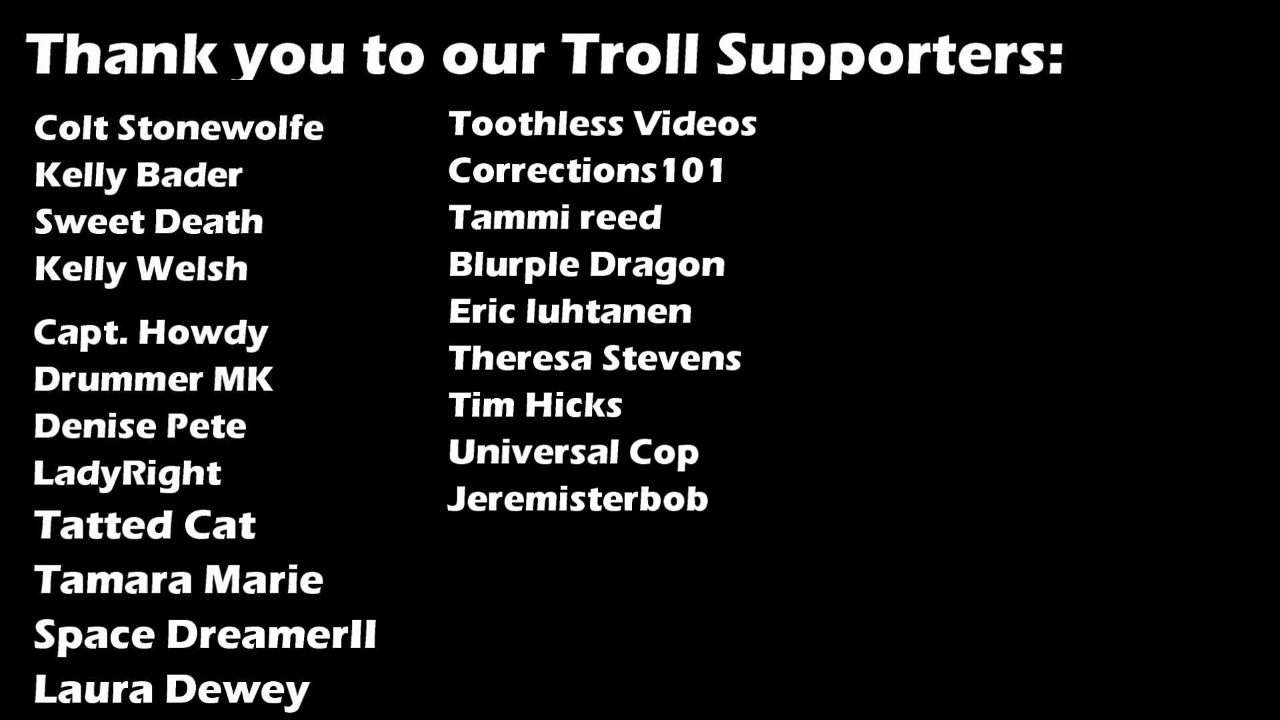 Thank you to our Troll Supporters:
Colt Stonewolfe
Kelly Bader
Sweet Death
Kelly Welsh
Capt. Howdy
Drummer MK
Denise Pete
LadyRight
Tatted Cat
Tamara Marie
Space DreamerII
Laura Dewey
Toothless Videos
Corrections101
Tammi reed
Blurple Dragon
Eric luhtanen
Theresa Stevens
Tim Hicks
Universal Cop
Jeremisterbob